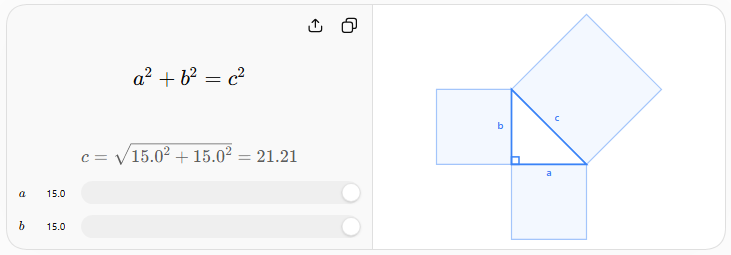 a² + b² = c²
c = √15.0² + 15.0² = 21.21
a 15.0
b 15.0
b
c
a